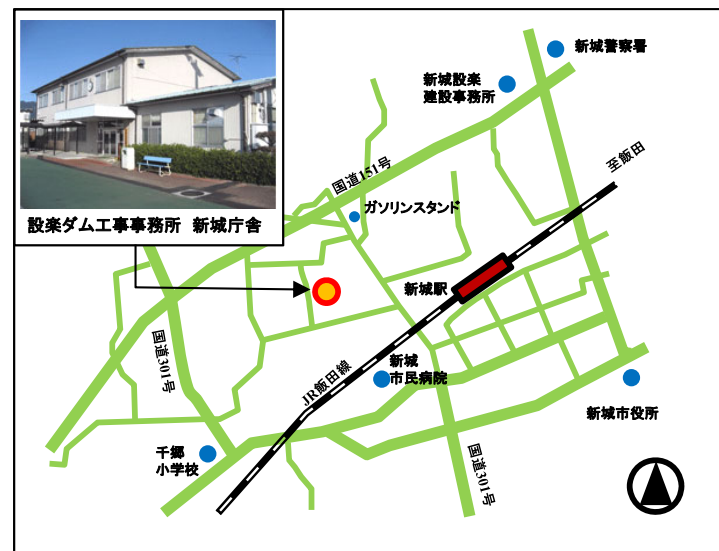 新城警察署
新城設楽
建設事務所
至飯田
国道151号
ガソリンスタンド
設楽ダム工事事務所 新城庁舎
新城駅
国道301号
JR飯田線
新城
市民病院
新城市役所
千郷
小学校
国道301号